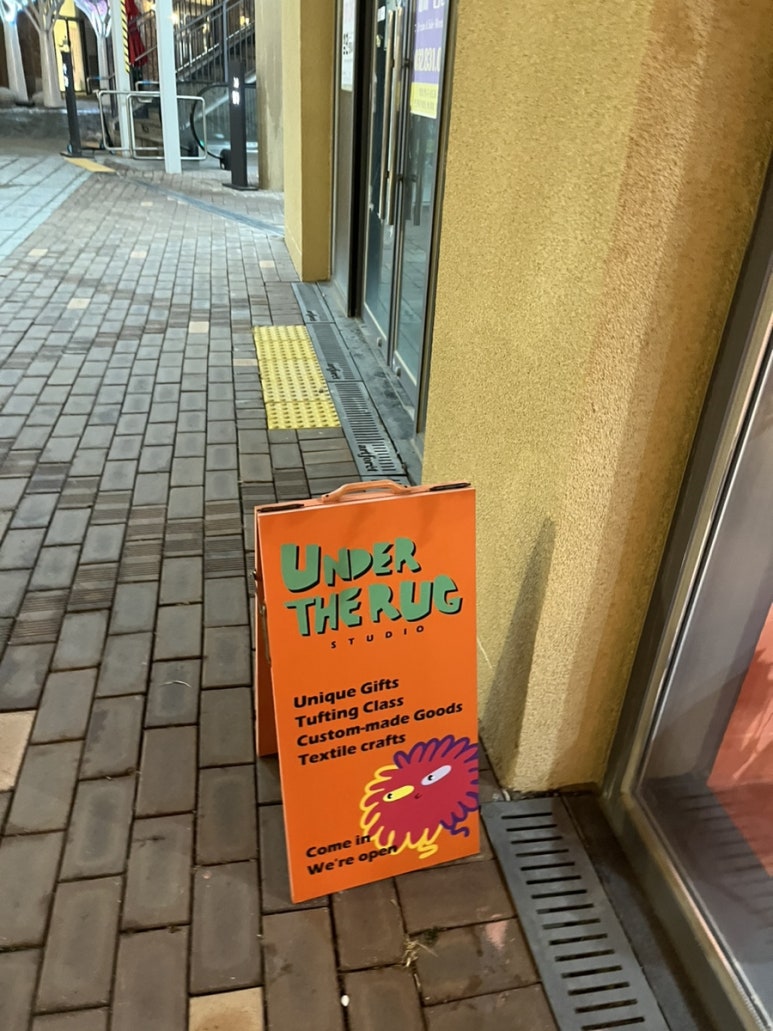 UNDER
THE RUG
STUDIO
Unique Gifts
Tufting Class
Custom-made Goods
Textile crafts
Come in
We're open